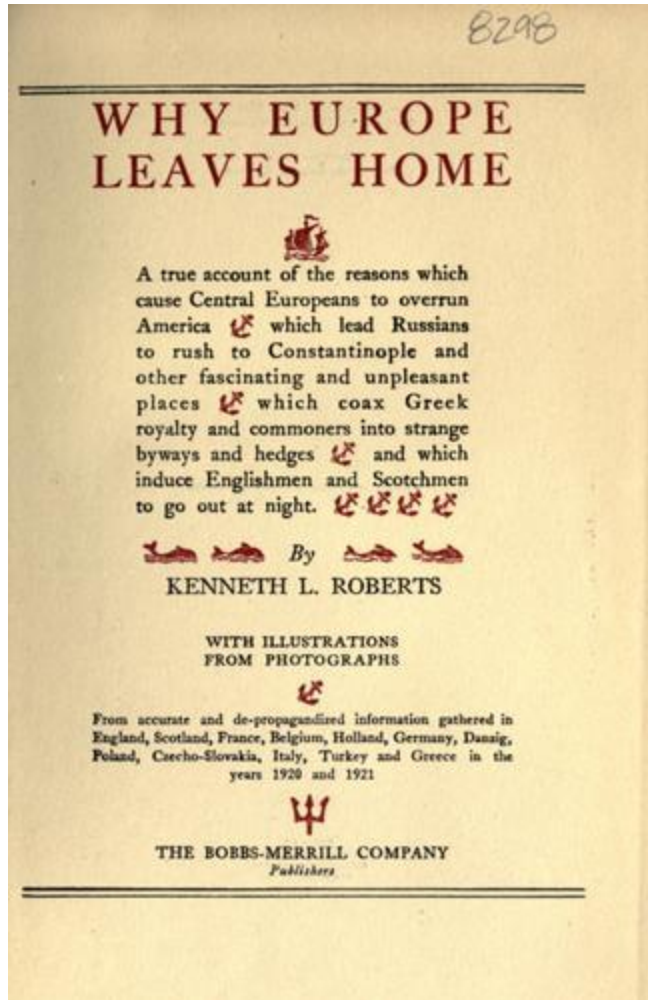 8298
WHY EUROPE
LEAVES HOME
A true account of the reasons which
cause Central Europeans to overrun
America which lead Russians
to rush to Constantinople and
other fascinating and unpleasant
places which coax Greek
royalty and commoners into strange
byways and hedges and which
induce Englishmen and Scotchmen
to go out at night.
By
KENNETH L. ROBERTS
WITH ILLUSTRATIONS
FROM PHOTOGRAPHS
From accurate and de-propagandized information gathered in
England, Scotland, France, Belgium, Holland, Germany, Danzig,
Poland, Czecho-Slovakia, Italy, Turkey and Greece in the
years 1920 and 1921
THE BOBBS-MERRILL COMPANY
Publishers